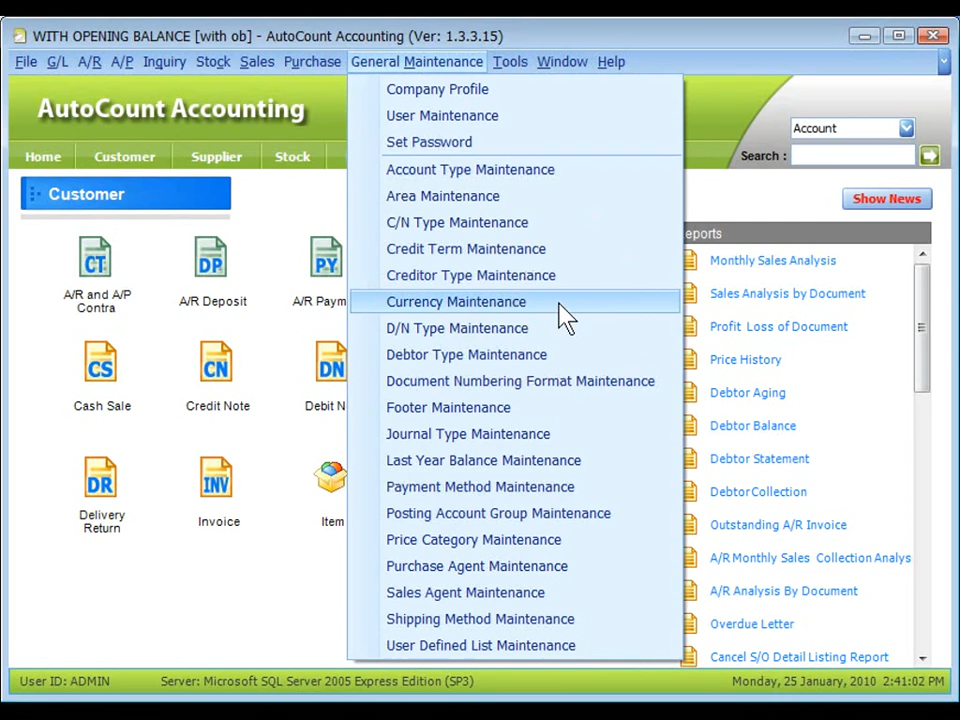 WITH OPENING BALANCE [with ob] - AutoCount Accounting (Ver: 1.3.3.15)
File G/L A/R A/P Inquiry Stock Sales Purchase General Maintenance Tools Window Help
AutoCount Accounting
Account
Search :
Home Customer Supplier Stock
Customer
Show News
Company Profile
User Maintenance
Set Password
Account Type Maintenance
Area Maintenance
C/N Type Maintenance
Credit Term Maintenance
Creditor Type Maintenance
Currency Maintenance
D/N Type Maintenance
Debtor Type Maintenance
Document Numbering Format Maintenance
Footer Maintenance
Journal Type Maintenance
Last Year Balance Maintenance
Payment Method Maintenance
Posting Account Group Maintenance
Price Category Maintenance
Purchase Agent Maintenance
Sales Agent Maintenance
Shipping Method Maintenance
User Defined List Maintenance
CT DP PY
A/R and A/P
Contra
A/R Deposit
A/R Paym
CS CN DN
Cash Sale
Credit Note
Debit N
DR INV
Delivery
Return
Invoice
Item
eports
Monthly Sales Analysis
Sales Analysis by Document
Profit Loss of Document
Price History
Debtor Aging
Debtor Balance
Debtor Statement
Debtor Collection
Outstanding A/R Invoice
A/R Monthly Sales Collection Analys
A/R Analysis By Document
Overdue Letter
Cancel S/O Detail Listing Report
User ID: ADMIN Server: Microsoft SQL Server 2005 Express Edition (SP3) Monday, 25 January, 2010 2:41:02 PM